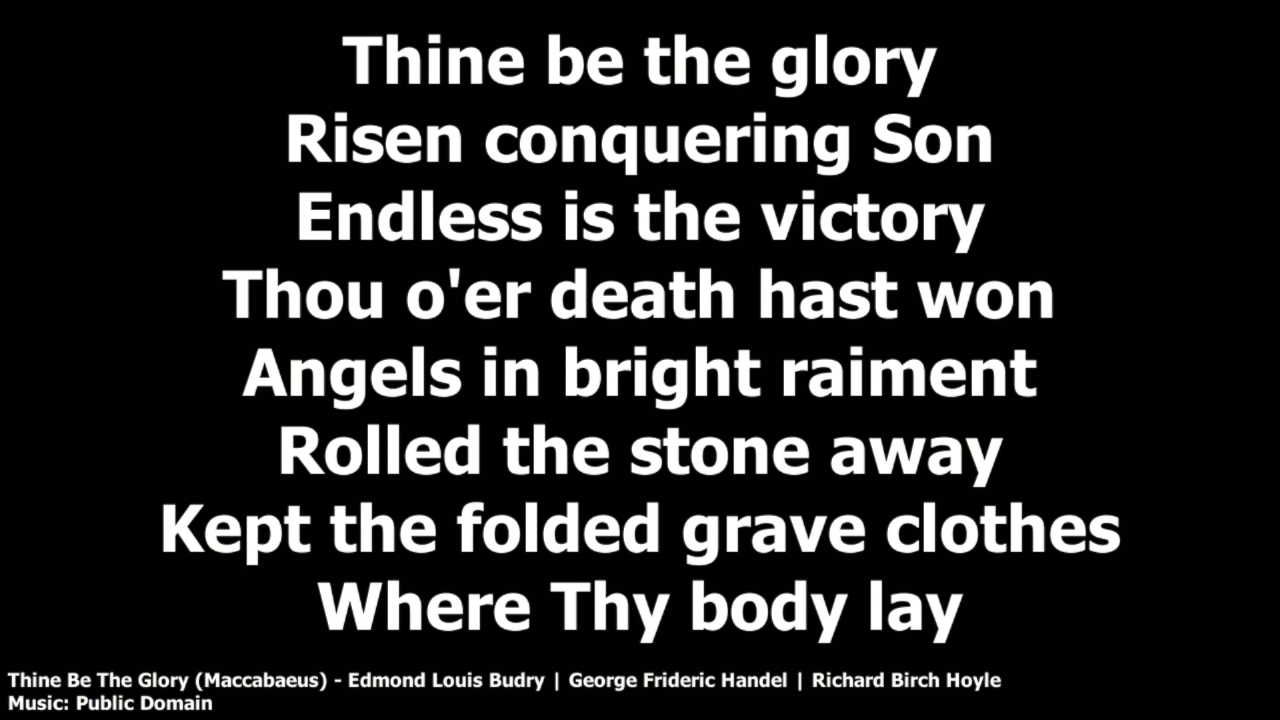 Thine be the glory
Risen conquering Son
Endless is the victory
Thou o'er death hast won
Angels in bright raiment
Rolled the stone away
Kept the folded grave clothes
Where Thy body lay
Thine Be The Glory (Maccabaeus) - Edmond Louis Budry | George Frideric Handel | Richard Birch Hoyle
Music: Public Domain